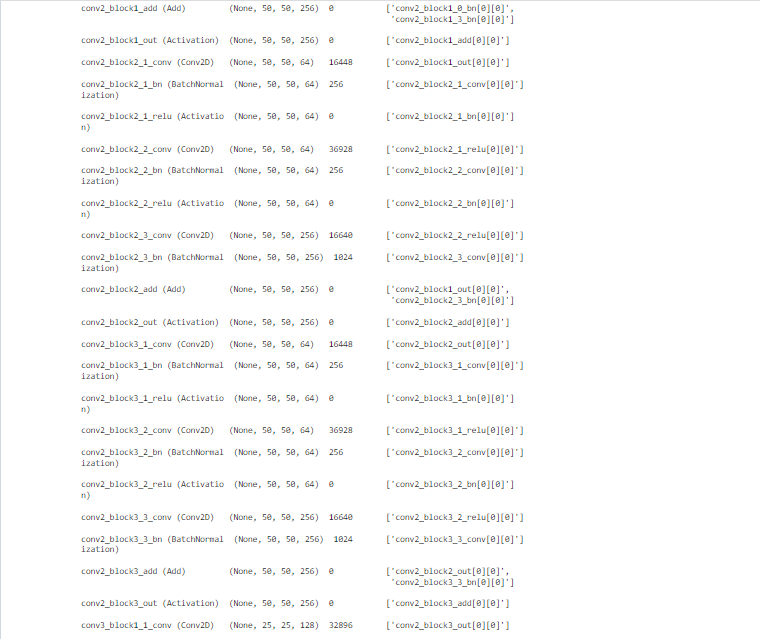 conv2_block1_add (Add) (None, 50, 50, 256) 0 ['conv2_block1_0_bn[0][0]',
'conv2_block1_3_bn[0][0]']
conv2_block1_out (Activation) (None, 50, 50, 256) 0 ['conv2_block1_add[0][0]']
conv2_block2_1_conv (Conv2D) (None, 50, 50, 64) 16448 ['conv2_block1_out[0][0]']
conv2_block2_1_bn (BatchNormal (None, 50, 50, 64) 256 ['conv2_block2_1_conv[0][0]']
ization)
conv2_block2_1_relu (Activatio (None, 50, 50, 64) 0 ['conv2_block2_1_bn[0][0]']
n)
conv2_block2_2_conv (Conv2D) (None, 50, 50, 64) 36928 ['conv2_block2_1_relu[0][0]']
conv2_block2_2_bn (BatchNormal (None, 50, 50, 64) 256 ['conv2_block2_2_conv[0][0]']
ization)
conv2_block2_2_relu (Activatio (None, 50, 50, 64) 0 ['conv2_block2_2_bn[0][0]']
n)
conv2_block2_3_conv (Conv2D) (None, 50, 50, 256) 16640 ['conv2_block2_2_relu[0][0]']
conv2_block2_3_bn (BatchNormal (None, 50, 50, 256) 1024 ['conv2_block2_3_conv[0][0]']
ization)
conv2_block2_add (Add) (None, 50, 50, 256) 0 ['conv2_block1_out[0][0]',
'conv2_block2_3_bn[0][0]']
conv2_block2_out (Activation) (None, 50, 50, 256) 0 ['conv2_block2_add[0][0]']
conv2_block3_1_conv (Conv2D) (None, 50, 50, 64) 16448 ['conv2_block2_out[0][0]']
conv2_block3_1_bn (BatchNormal (None, 50, 50, 64) 256 ['conv2_block3_1_conv[0][0]']
ization)
conv2_block3_1_relu (Activatio (None, 50, 50, 64) 0 ['conv2_block3_1_bn[0][0]']
n)
conv2_block3_2_conv (Conv2D) (None, 50, 50, 64) 36928 ['conv2_block3_1_relu[0][0]']
conv2_block3_2_bn (BatchNormal (None, 50, 50, 64) 256 ['conv2_block3_2_conv[0][0]']
ization)
conv2_block3_2_relu (Activatio (None, 50, 50, 64) 0 ['conv2_block3_2_bn[0][0]']
n)
conv2_block3_3_conv (Conv2D) (None, 50, 50, 256) 16640 ['conv2_block3_2_relu[0][0]']
conv2_block3_3_bn (BatchNormal (None, 50, 50, 256) 1024 ['conv2_block3_3_conv[0][0]']
ization)
conv2_block3_add (Add) (None, 50, 50, 256) 0 ['conv2_block2_out[0][0]',
'conv2_block3_3_bn[0][0]']
conv2_block3_out (Activation) (None, 50, 50, 256) 0 ['conv2_block3_add[0][0]']
conv3_block1_1_conv (Conv2D) (None, 25, 25, 128) 32896 ['conv2_block3_out[0][0]']